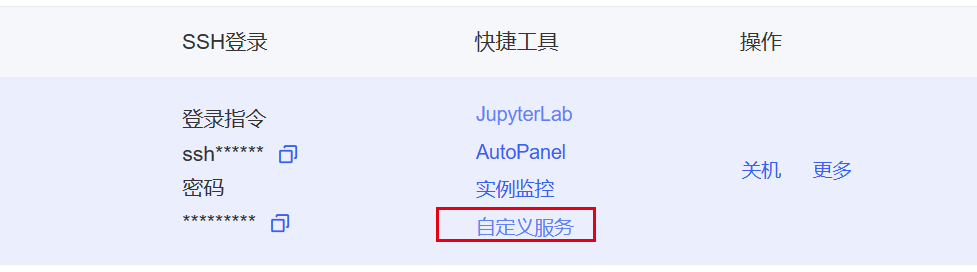 SSH登录 快捷工具 操作
登录指令
ssh******
密码
*********
JupyterLab
AutoPanel
实例监控
自定义服务
关机 更多